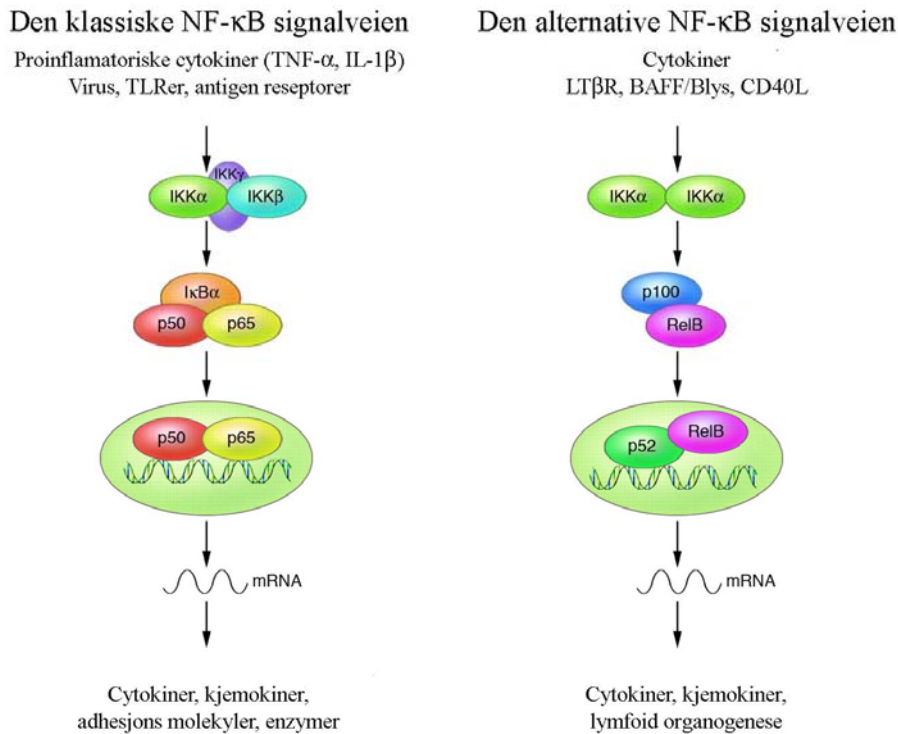 Den klassiske NF-κB signalveien
Proinflamatoriske cytokiner (TNF-α, IL-1β)
Virus, TLRer, antigen reseptorer
IKKγ
IKKα
IKKβ
IκBα
p50
p65
p50
p65
mRNA
Cytokiner, kjemokiner,
adhesjons molekyler, enzymer
Den alternative NF-κB signalveien
Cytokiner
LTβR, BAFF/Blys, CD40L
IKKα
IKKα
p100
RelB
RelB
p52
mRNA
Cytokiner, kjemokiner,
lymfoid organogenese